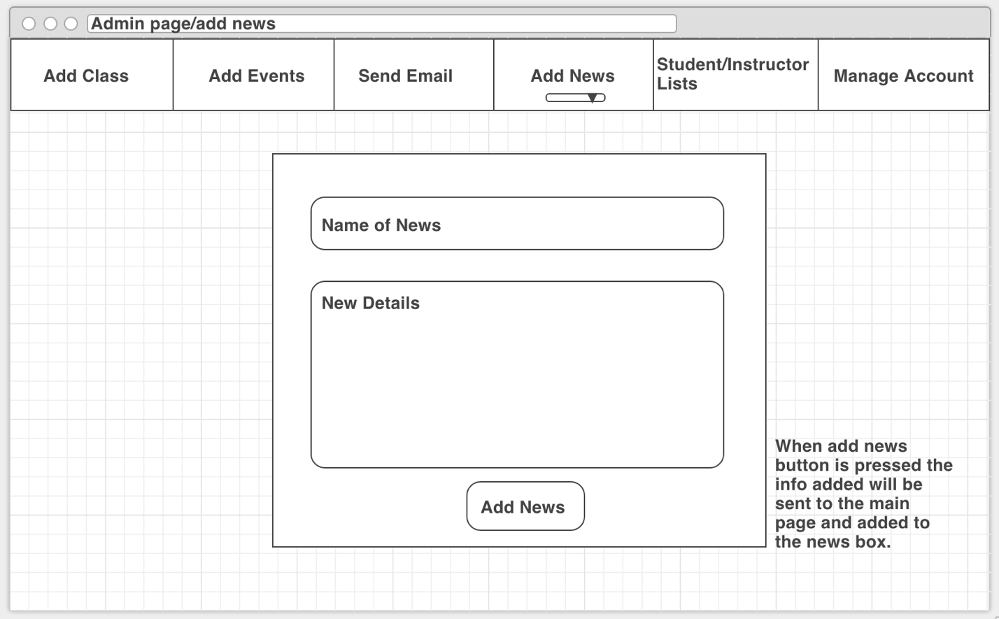 Admin page/add news
Add Class
Add Events
Send Email
Add News
Student/Instructor
Lists
Manage Account
Name of News
New Details
Add News
When add news
button is pressed the
info added will be
sent to the main
page and added to
the news box.